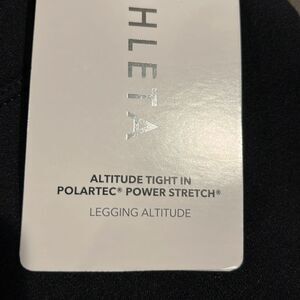 HLETA
ALTITUDE TIGHT IN
POLARTEC® POWER STRETCH®
LEGGING ALTITUDE